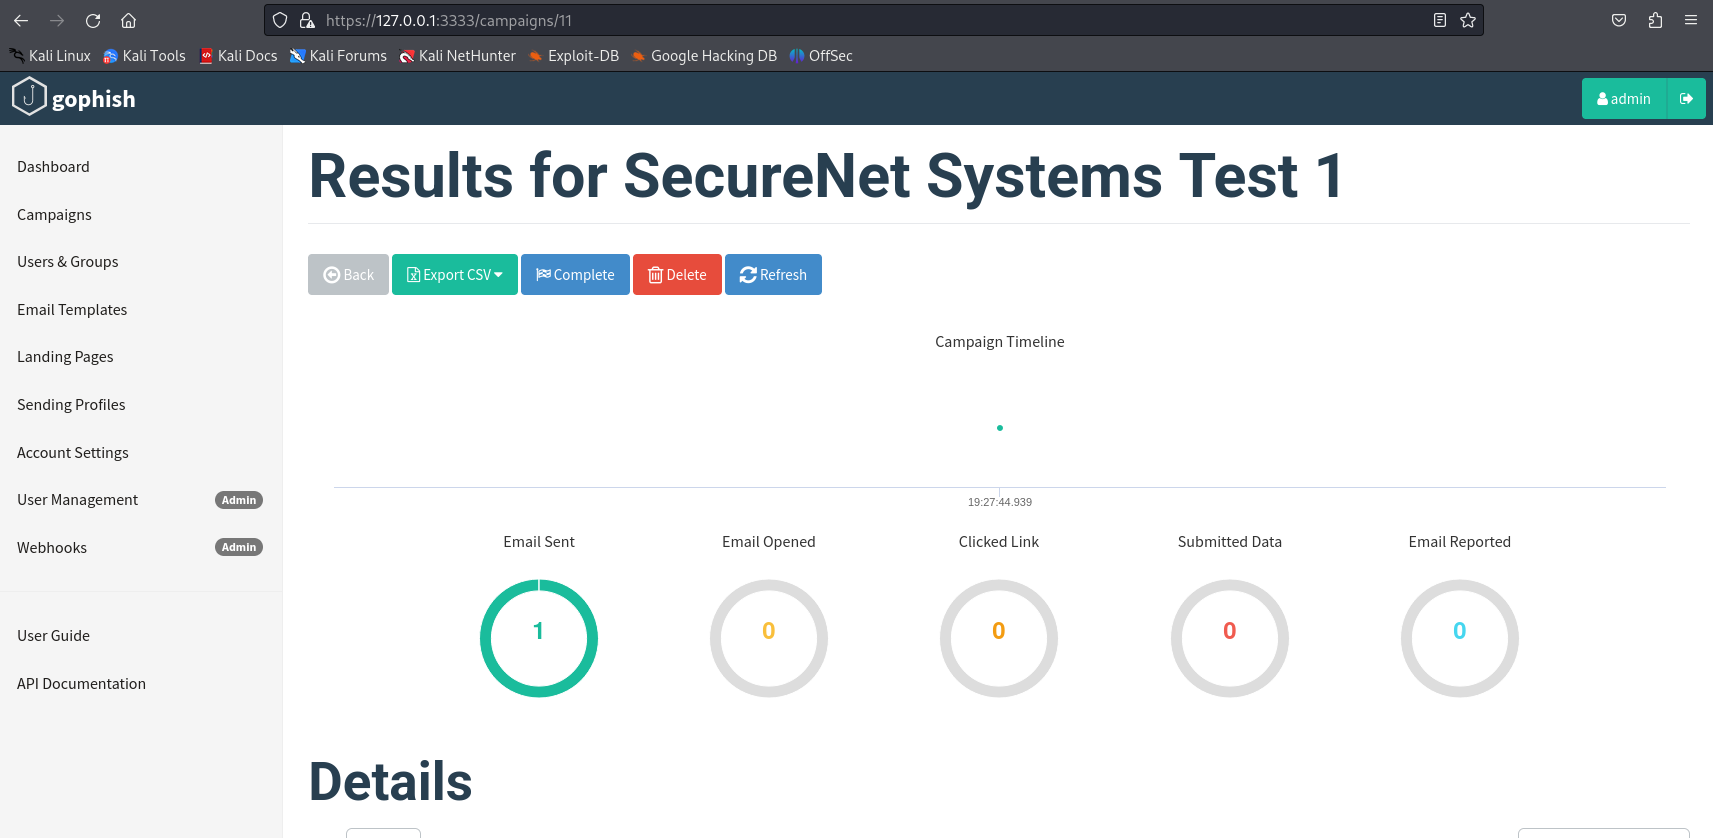 https://127.0.0.1:3333/campaigns/11
Kali Linux Kali Tools Kali Docs Kali Forums Kali NetHunter Exploit-DB Google Hacking DB OffSec
gophish
admin
Dashboard
Campaigns
Users & Groups
Email Templates
Landing Pages
Sending Profiles
Account Settings
User Management Admin
Webhooks Admin
User Guide
API Documentation
Results for SecureNet Systems Test 1
Back Export CSV Complete Delete Refresh
Campaign Timeline
19:27:44.939
Email Sent Email Opened Clicked Link Submitted Data Email Reported
1 0 0 0 0
Details